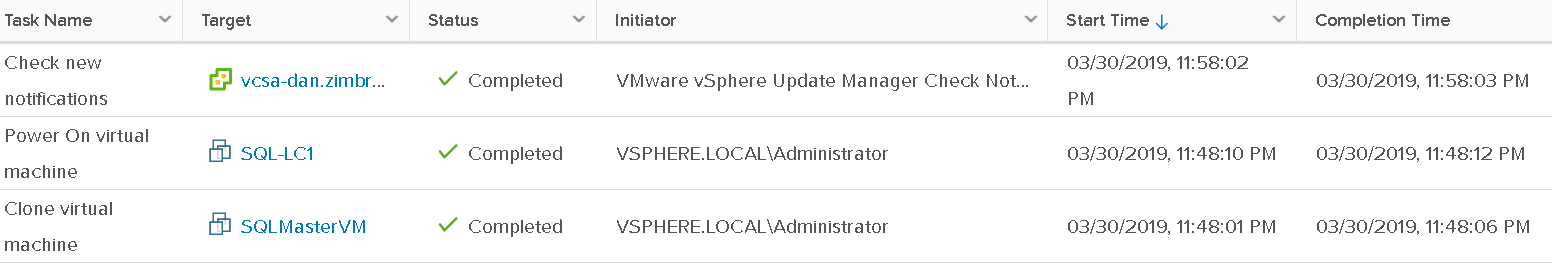 Task Name Target Status Initiator Start Time Completion Time
Check new notifications vcsa-dan.zimbr... Completed VMware vSphere Update Manager Check Not... 03/30/2019, 11:58:02 PM 03/30/2019, 11:58:03 PM
Power On virtual machine SQL-LC1 Completed VSPHERE.LOCAL\Administrator 03/30/2019, 11:48:10 PM 03/30/2019, 11:48:12 PM
Clone virtual machine SQLMasterVM Completed VSPHERE.LOCAL\Administrator 03/30/2019, 11:48:01 PM 03/30/2019, 11:48:06 PM